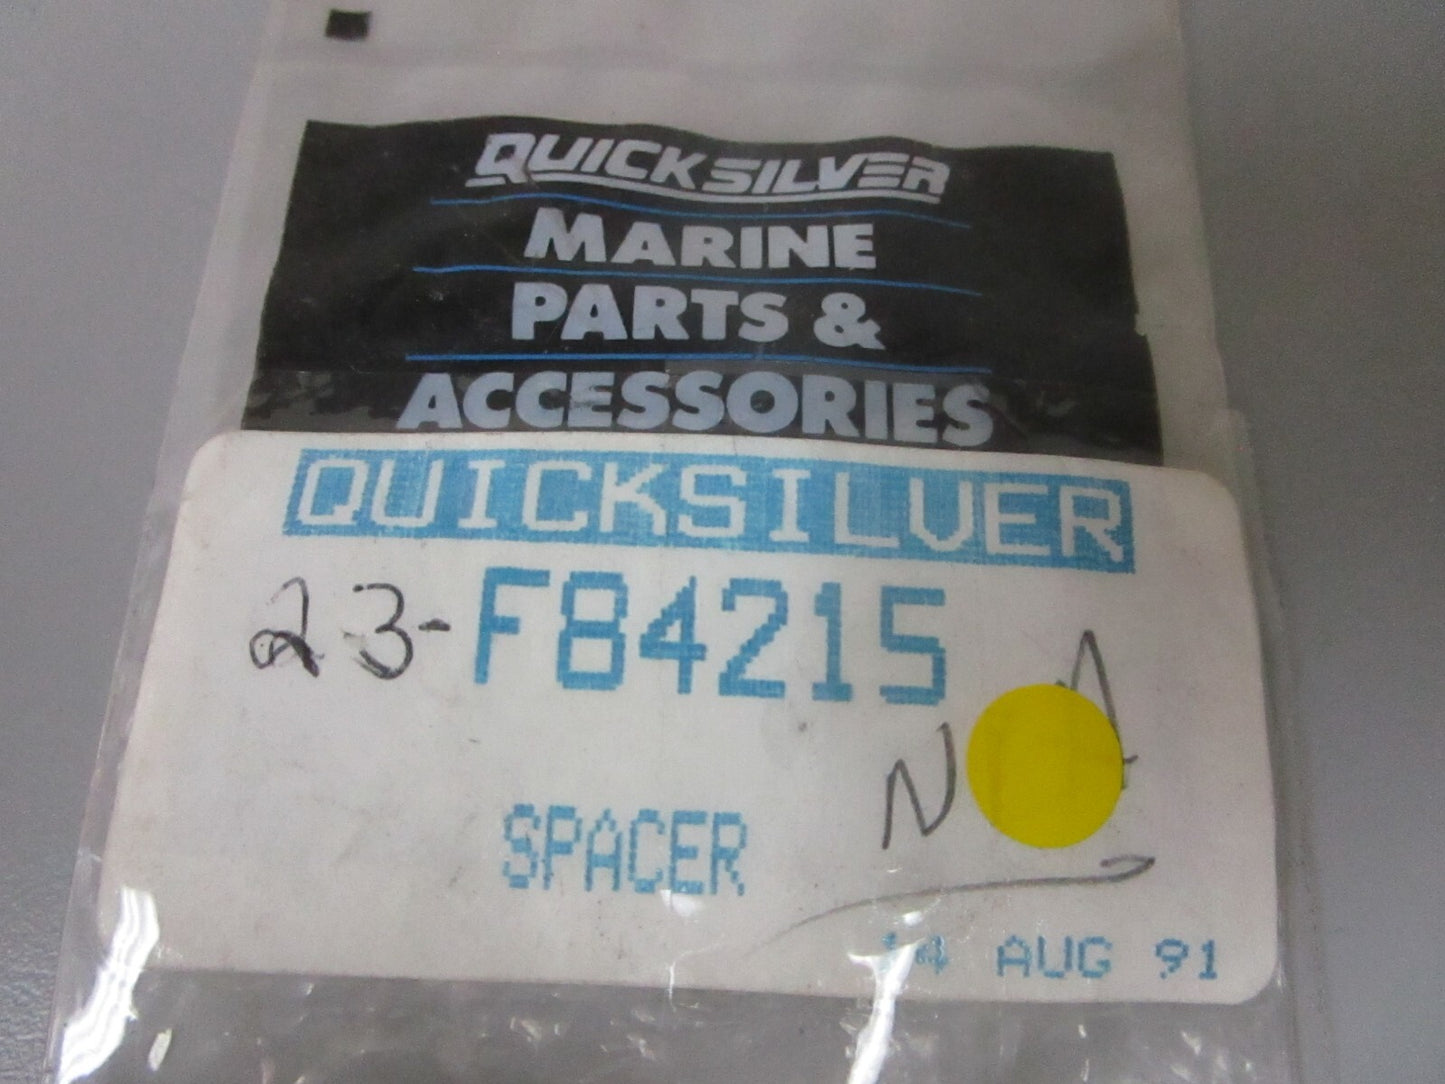 QUICKSILVER
MARINE
PARTS &
ACCESSORIES
QUICKSILVER
23-F84215
N
SPACER
14 AUG 91